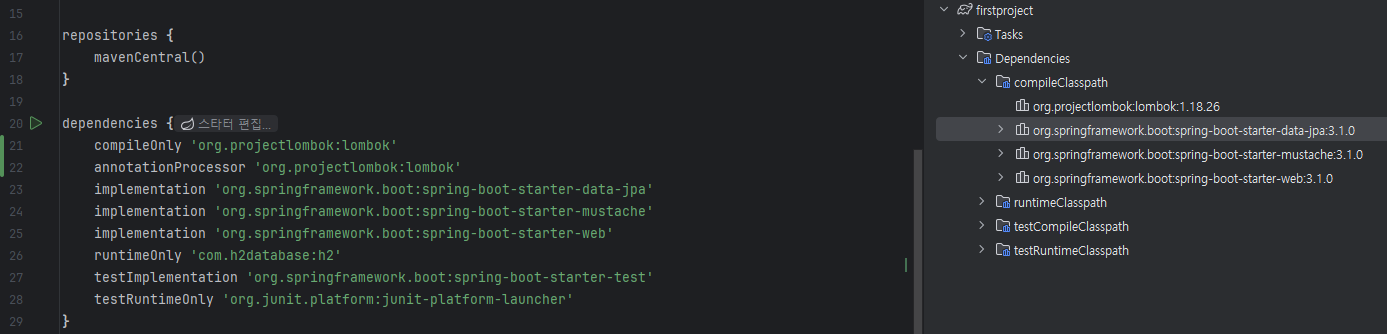 15
16 repositories {
17     mavenCentral()
18 }
19
20 dependencies { 스타터 편집...
21     compileOnly 'org.projectlombok:lombok'
22     annotationProcessor 'org.projectlombok:lombok'
23     implementation 'org.springframework.boot:spring-boot-starter-data-jpa'
24     implementation 'org.springframework.boot:spring-boot-starter-mustache'
25     implementation 'org.springframework.boot:spring-boot-starter-web'
26     runtimeOnly 'com.h2database:h2'
27     testImplementation 'org.springframework.boot:spring-boot-starter-test'
28     testRuntimeOnly 'org.junit.platform:junit-platform-launcher'
29 }
firstproject
Tasks
Dependencies
compileClasspath
org.projectlombok:lombok:1.18.26
org.springframework.boot:spring-boot-starter-data-jpa:3.1.0
org.springframework.boot:spring-boot-starter-mustache:3.1.0
org.springframework.boot:spring-boot-starter-web:3.1.0
runtimeClasspath
testCompileClasspath
testRuntimeClasspath